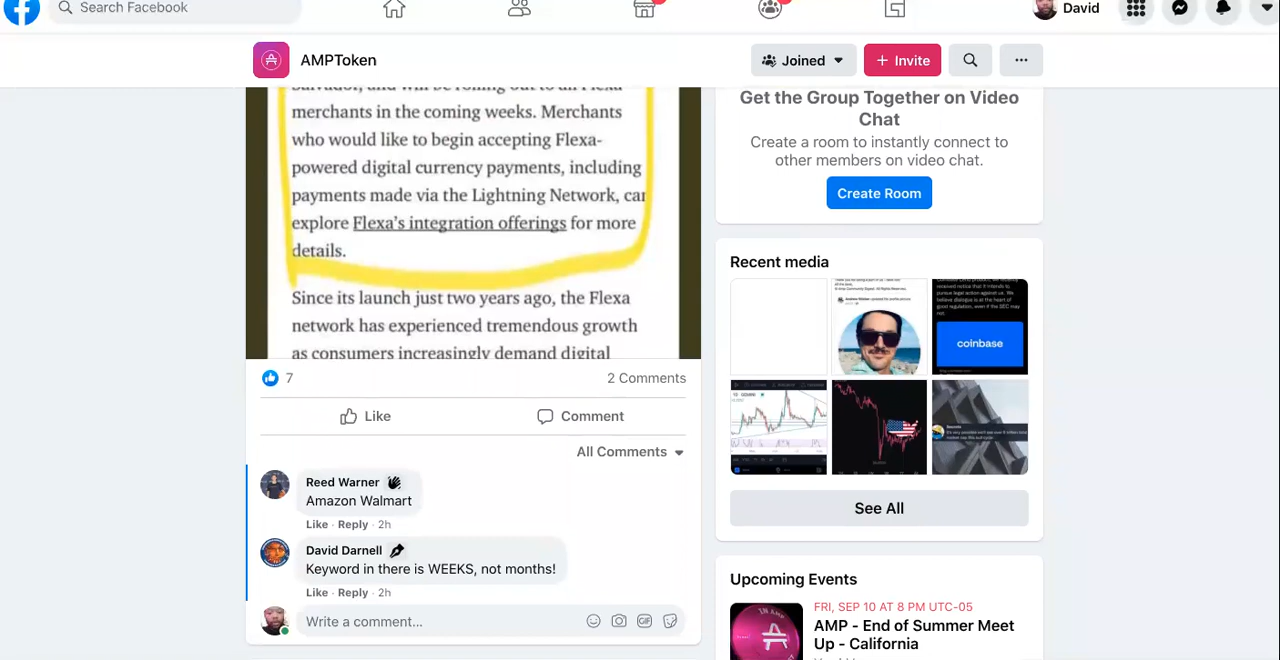 Search Facebook
David
AMPToken
Joined
+ Invite
merchants in the coming weeks. Merchants
who would like to begin accepting Flexa-
powered digital currency payments, including
payments made via the Lightning Network, can
explore Flexa's integration offerings for more
details.
Since its launch just two years ago, the Flexa
network has experienced tremendous growth
as consumers increasingly demand digital
7
2 Comments
Like
Comment
All Comments
Reed Warner
Amazon Walmart
Like · Reply · 2h
David Darnell
Keyword in there is WEEKS, not months!
Like · Reply · 2h
Write a comment...
GIF
Get the Group Together on Video
Chat
Create a room to instantly connect to
other members on video chat.
Create Room
Recent media
coinbase
See All
Upcoming Events
FRI, SEP 10 AT 8 PM UTC-05
AMP - End of Summer Meet
Up - California